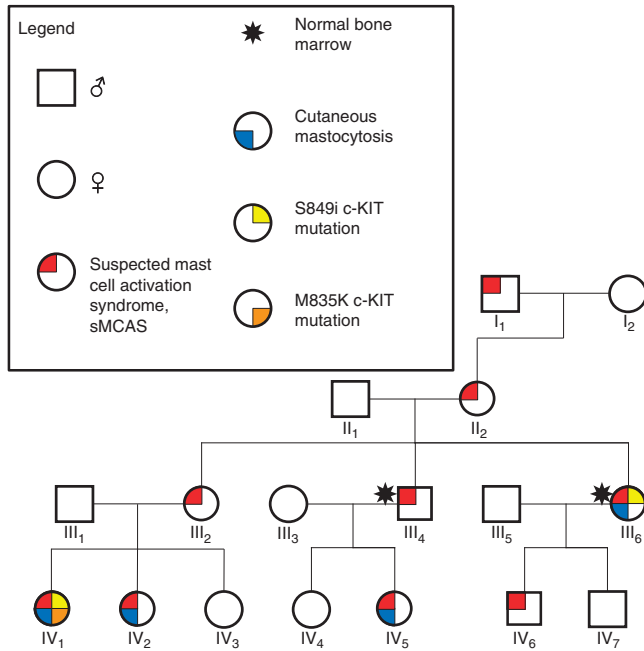 Legend
♂
♀
Suspected mast
cell activation
syndrome,
sMCAS
Normal bone
marrow
Cutaneous
mastocytosis
S849i c-KIT
mutation
M835K c-KIT
mutation
I1 I2
II1 II2
III1 III2 III3 III4 III5 III6
IV1 IV2 IV3 IV4 IV5 IV6 IV7